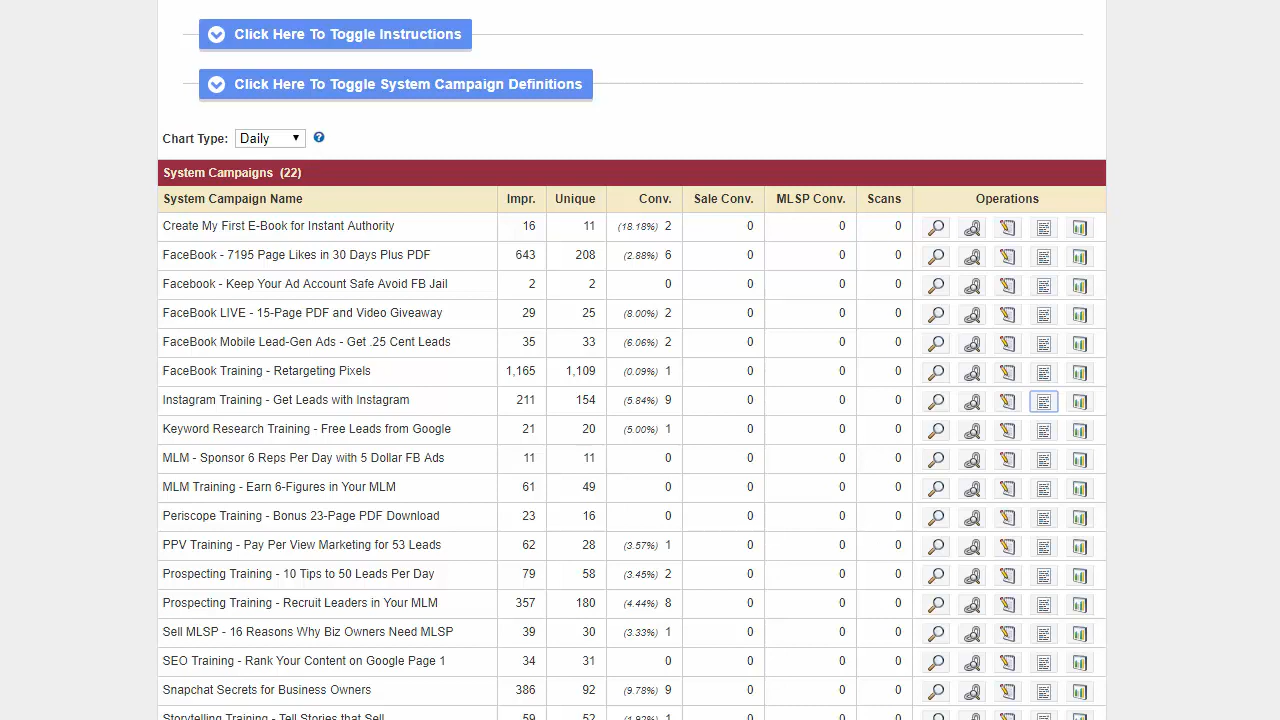 Click Here To Toggle Instructions
Click Here To Toggle System Campaign Definitions
Chart Type: Daily
System Campaigns (22)
System Campaign Name Impr. Unique Conv. Sale Conv. MLSP Conv. Scans Operations
Create My First E-Book for Instant Authority 16 11 (18.18%) 2 0 0 0
FaceBook - 7195 Page Likes in 30 Days Plus PDF 643 208 (2.88%) 6 0 0 0
Facebook - Keep Your Ad Account Safe Avoid FB Jail 2 2 0 0 0 0
FaceBook LIVE - 15-Page PDF and Video Giveaway 29 25 (8.00%) 2 0 0 0
FaceBook Mobile Lead-Gen Ads - Get .25 Cent Leads 35 33 (6.06%) 2 0 0 0
FaceBook Training - Retargeting Pixels 1,165 1,109 (0.09%) 1 0 0 0
Instagram Training - Get Leads with Instagram 211 154 (5.84%) 9 0 0 0
Keyword Research Training - Free Leads from Google 21 20 (5.00%) 1 0 0 0
MLM - Sponsor 6 Reps Per Day with 5 Dollar FB Ads 11 11 0 0 0 0
MLM Training - Earn 6-Figures in Your MLM 61 49 0 0 0 0
Periscope Training - Bonus 23-Page PDF Download 23 16 0 0 0 0
PPV Training - Pay Per View Marketing for 53 Leads 62 28 (3.57%) 1 0 0 0
Prospecting Training - 10 Tips to 50 Leads Per Day 79 58 (3.45%) 2 0 0 0
Prospecting Training - Recruit Leaders in Your MLM 357 180 (4.44%) 8 0 0 0
Sell MLSP - 16 Reasons Why Biz Owners Need MLSP 39 30 (3.33%) 1 0 0 0
SEO Training - Rank Your Content on Google Page 1 34 31 0 0 0 0
Snapchat Secrets for Business Owners 386 92 (9.78%) 9 0 0 0
Storytelling Training - Tell Stories that Sell 59 52 1 0 0 0